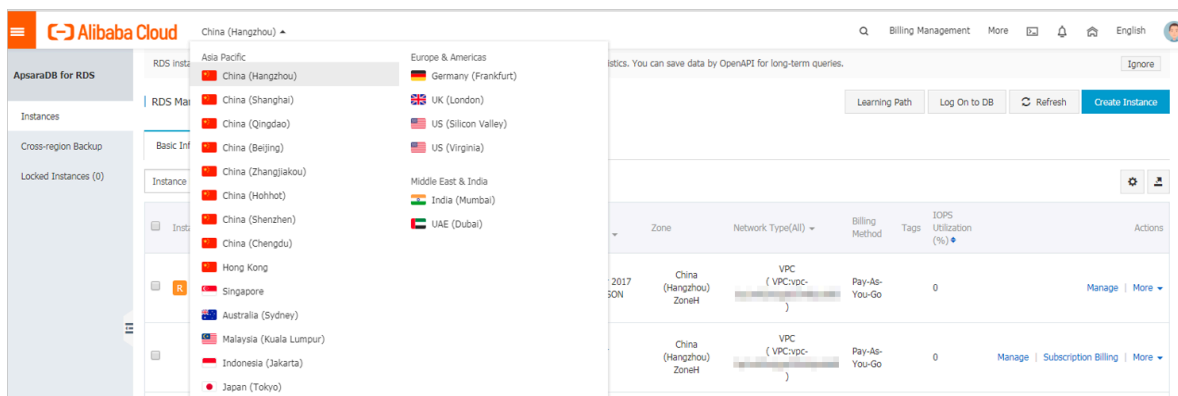 Alibaba Cloud
China (Hangzhou)
Billing Management
More
English
ApsaraDB for RDS
Instances
Cross-region Backup
Locked Instances (0)
RDS insta
istics. You can save data by OpenAPI for long-term queries.
Ignore
RDS Ma
Learning Path
Log On to DB
Refresh
Create Instance
Basic Inf
Instance
Asia Pacific
China (Hangzhou)
China (Shanghai)
China (Qingdao)
China (Beijing)
China (Zhangjiakou)
China (Hohhot)
China (Shenzhen)
China (Chengdu)
Hong Kong
Singapore
Australia (Sydney)
Malaysia (Kuala Lumpur)
Indonesia (Jakarta)
Japan (Tokyo)
Europe & Americas
Germany (Frankfurt)
UK (London)
US (Silicon Valley)
US (Virginia)
Middle East & India
India (Mumbai)
UAE (Dubai)
Insta
Zone
Network Type(All)
Billing
Method
Tags
IOPS
Utilization
(%)
Actions
R
2017
SON
China
(Hangzhou)
ZoneH
VPC
( VPC:vpc-
)
Pay-As-
You-Go
0
Manage | More
China
(Hangzhou)
ZoneH
VPC
( VPC:vpc-
)
Pay-As-
You-Go
0
Manage | Subscription Billing | More